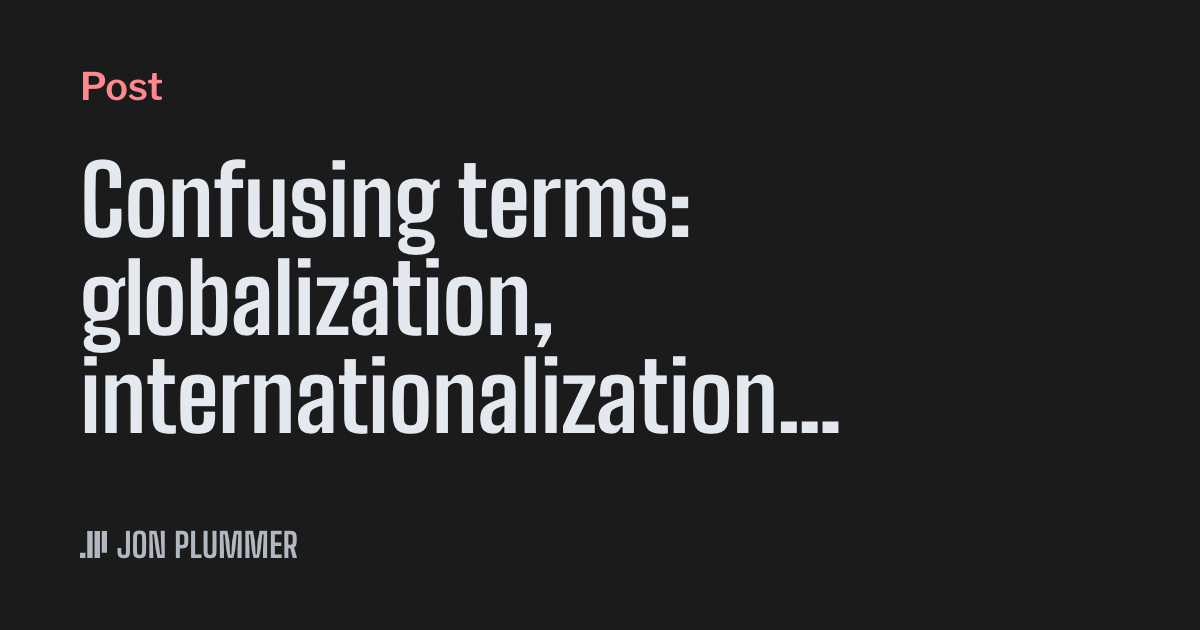 Post
Confusing terms:
globalization,
internationalization...
JON PLUMMER